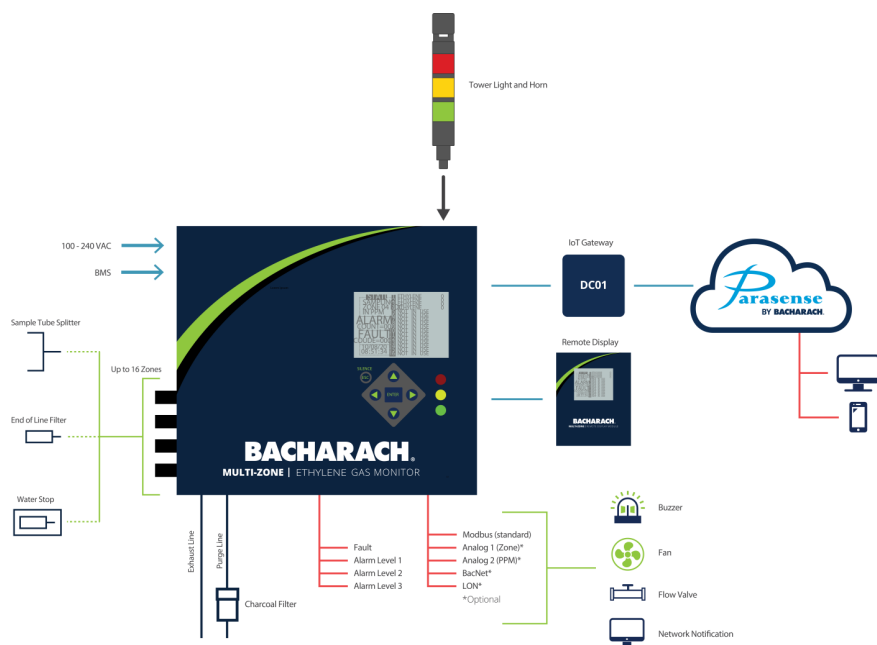 Tower Light and Horn
100 - 240 VAC
BMS
Sample Tube Splitter
Up to 16 Zones
End of Line Filter
Water Stop
ALARM
FAULT
SILENCE
ESC
ENTER
BACHARACH®
MULTI-ZONE | ETHYLENE GAS MONITOR
IoT Gateway
DC01
Parasense
BY BACHARACH.
Remote Display
Exhaust Line
Purge Line
Charcoal Filter
Fault
Alarm Level 1
Alarm Level 2
Alarm Level 3
Modbus (standard)
Analog 1 (Zone)*
Analog 2 (PPM)*
BacNet*
LON*
*Optional
Buzzer
Fan
Flow Valve
Network Notification